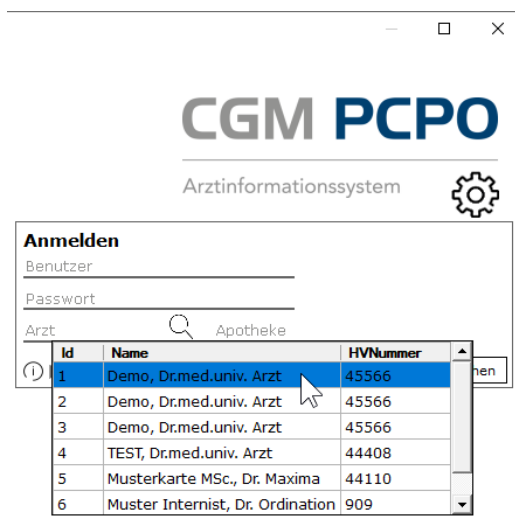 CGM PCPO
Arztinformationssystem
Anmelden
Benutzer
Passwort
Arzt Apotheke
Id Name HVNummer
1 Demo, Dr.med.univ. Arzt 45566
2 Demo, Dr.med.univ. Arzt 45566
3 Demo, Dr.med.univ. Arzt 45566
4 TEST, Dr.med.univ. Arzt 44408
5 Musterkarte MSc., Dr. Maxima 44110
6 Muster Internist, Dr. Ordination 909